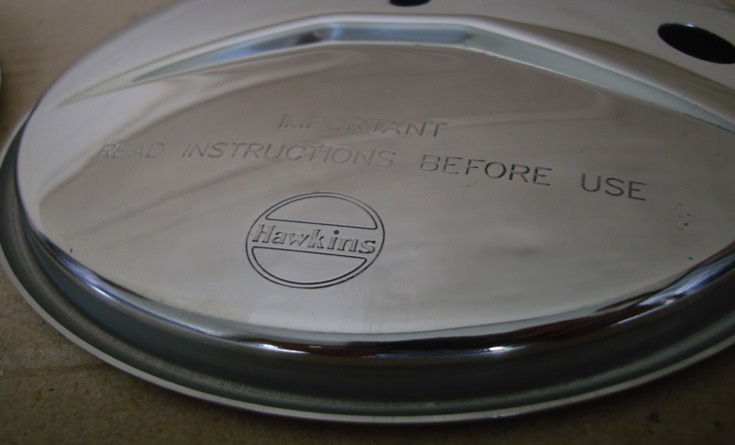 IMPORTANT
READ INSTRUCTIONS BEFORE USE
Hawkins